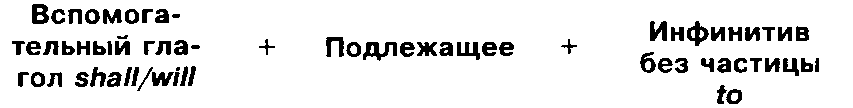 Вспомога-
тельный гла-
гол shall/will
+
Подлежащее
+
Инфинитив
без частицы
to